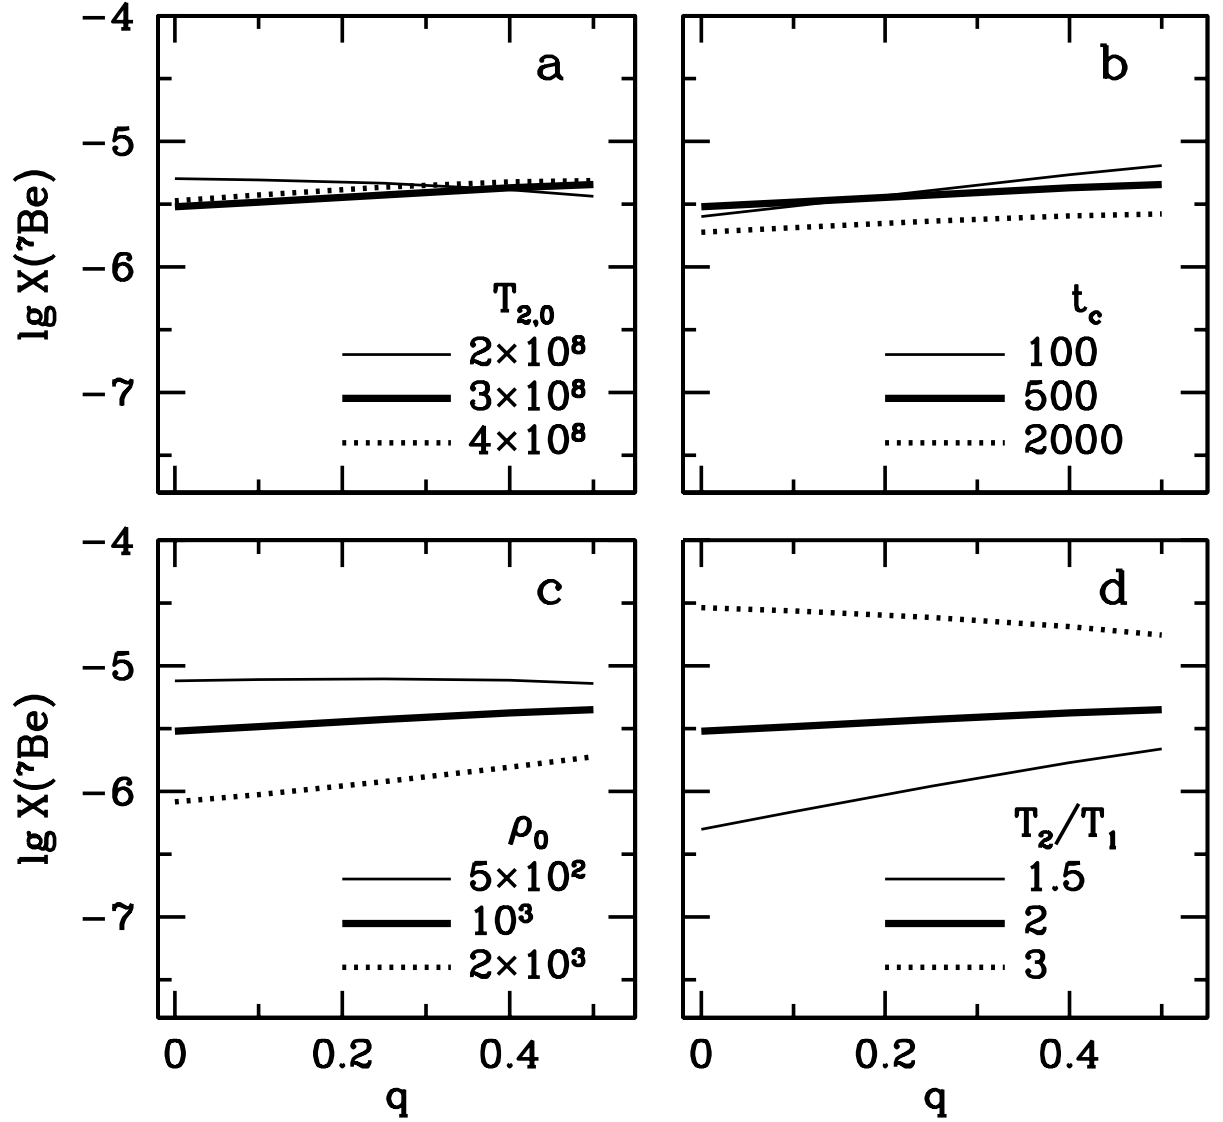 a
lg X(⁷Be)
−4
−5
−6
−7
T₂,₀
2×10⁸
3×10⁸
4×10⁸
b
t_c
100
500
2000
c
lg X(⁷Be)
−4
−5
−6
−7
ρ₀
5×10²
10³
2×10³
0 0.2 0.4
q
d
T₂/T₁
1.5
2
3
0 0.2 0.4
q